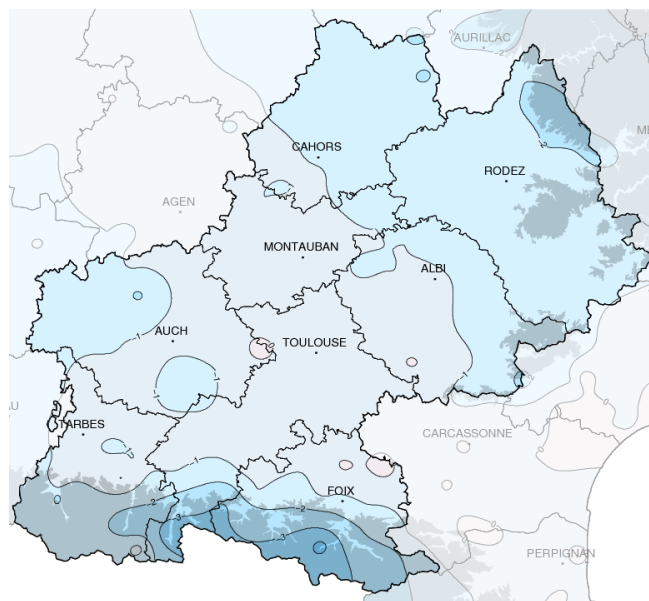 AURILLAC
CAHORS
RODEZ
AGEN
MONTAUBAN
ALBI
AUCH
TOULOUSE
TARBES
CARCASSONNE
FOIX
PERPIGNAN